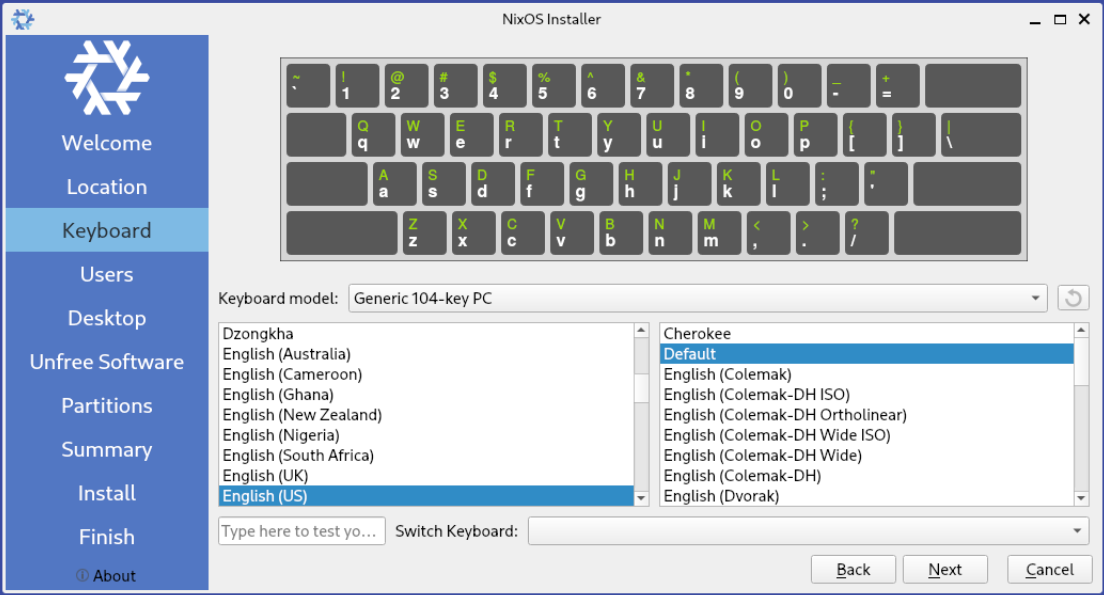 NixOS Installer
Welcome
Location
Keyboard
Users
Desktop
Unfree Software
Partitions
Summary
Install
Finish
About
~ ! @ # $ % ^ & * ( ) _ +
` 1 2 3 4 5 6 7 8 9 0 - =
Q W E R T Y U I O P { } |
q w e r t y u i o p [ ] \
A S D F G H J K L : "
a s d f g h j k l ; '
Z X C V B N M < > ?
z x c v b n m , . /
Keyboard model: Generic 104-key PC
Dzongkha
English (Australia)
English (Cameroon)
English (Ghana)
English (New Zealand)
English (Nigeria)
English (South Africa)
English (UK)
English (US)
Cherokee
Default
English (Colemak)
English (Colemak-DH ISO)
English (Colemak-DH Ortholinear)
English (Colemak-DH Wide ISO)
English (Colemak-DH Wide)
English (Colemak-DH)
English (Dvorak)
Type here to test yo... Switch Keyboard:
Back Next Cancel